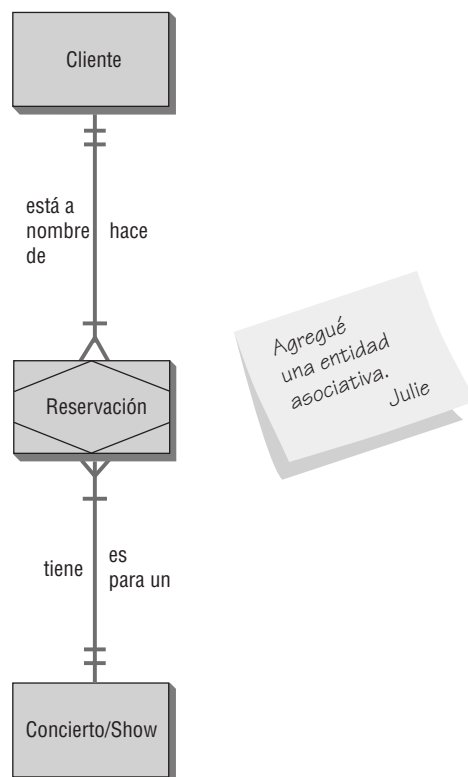 Cliente
está a
nombre
de
hace
Agregué
una entidad
asociativa.
Julie
Reservación
tiene
es
para un
Concierto/Show